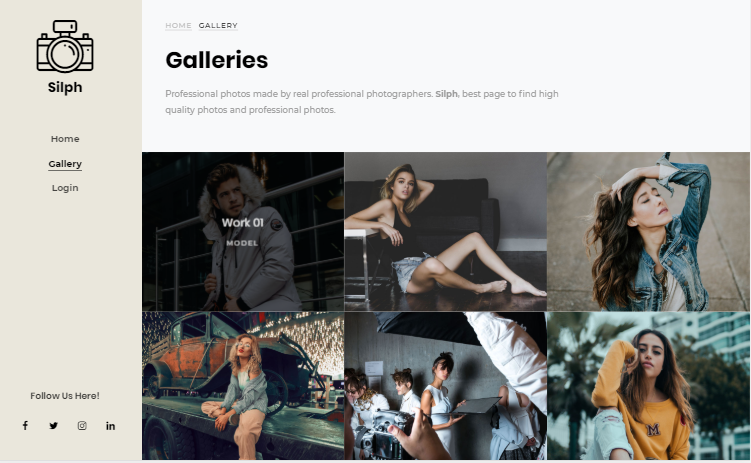 Silph
Home
Gallery
Login
Follow Us Here!
HOME GALLERY
Galleries
Professional photos made by real professional photographers. Silph, best page to find high
quality photos and professional photos.
Work 01
MODEL
M